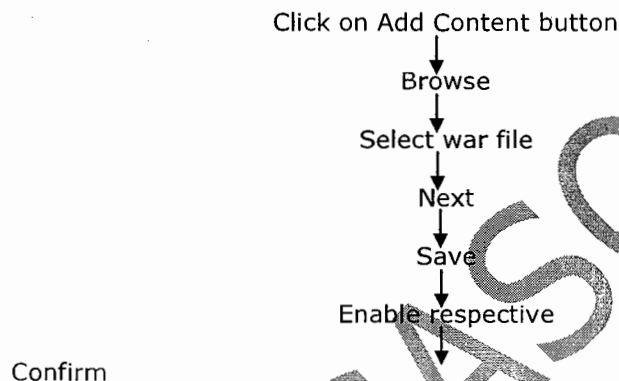 Click on Add Content button
Browse
Select war file
Next
Save
Enable respective
Confirm